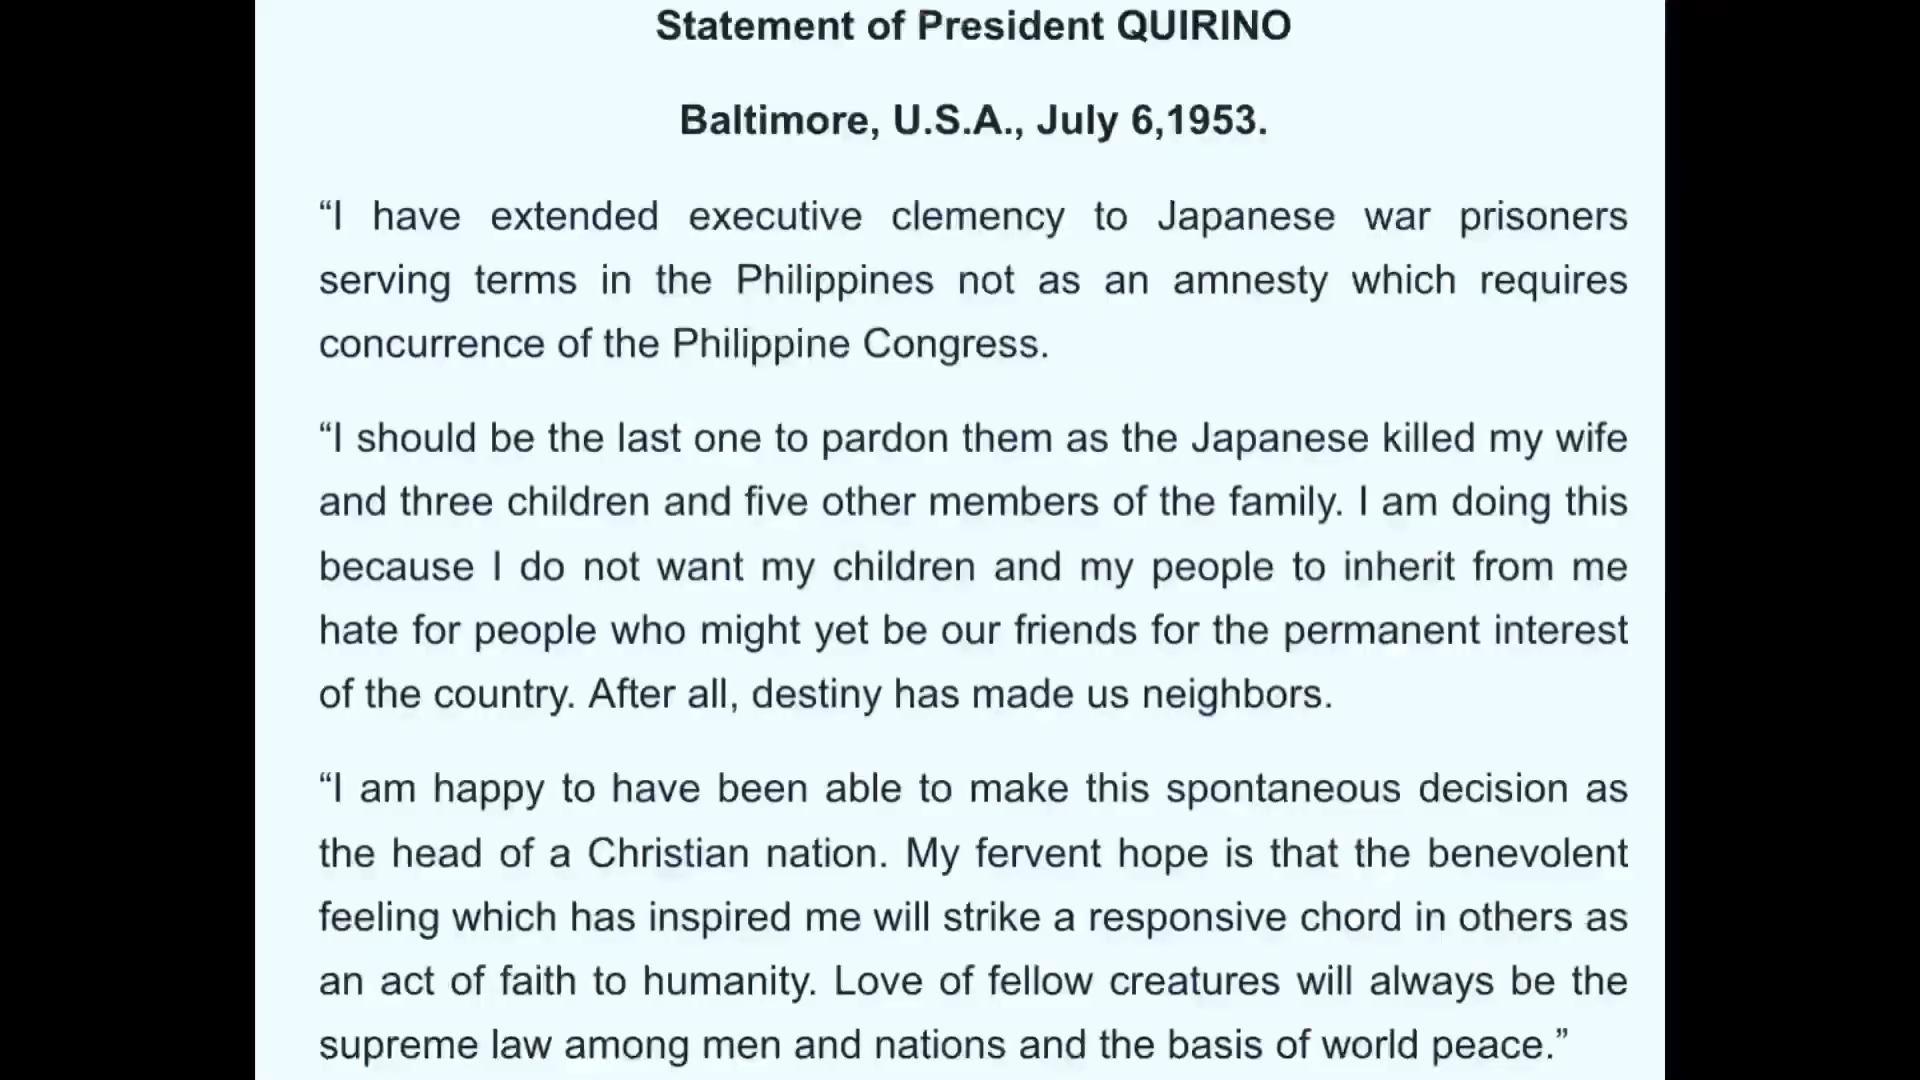 Statement of President QUIRINO
Baltimore, U.S.A., July 6,1953.
“I have extended executive clemency to Japanese war prisoners
serving terms in the Philippines not as an amnesty which requires
concurrence of the Philippine Congress.
“I should be the last one to pardon them as the Japanese killed my wife
and three children and five other members of the family. I am doing this
because I do not want my children and my people to inherit from me
hate for people who might yet be our friends for the permanent interest
of the country. After all, destiny has made us neighbors.
“I am happy to have been able to make this spontaneous decision as
the head of a Christian nation. My fervent hope is that the benevolent
feeling which has inspired me will strike a responsive chord in others as
an act of faith to humanity. Love of fellow creatures will always be the
supreme law among men and nations and the basis of world peace.”